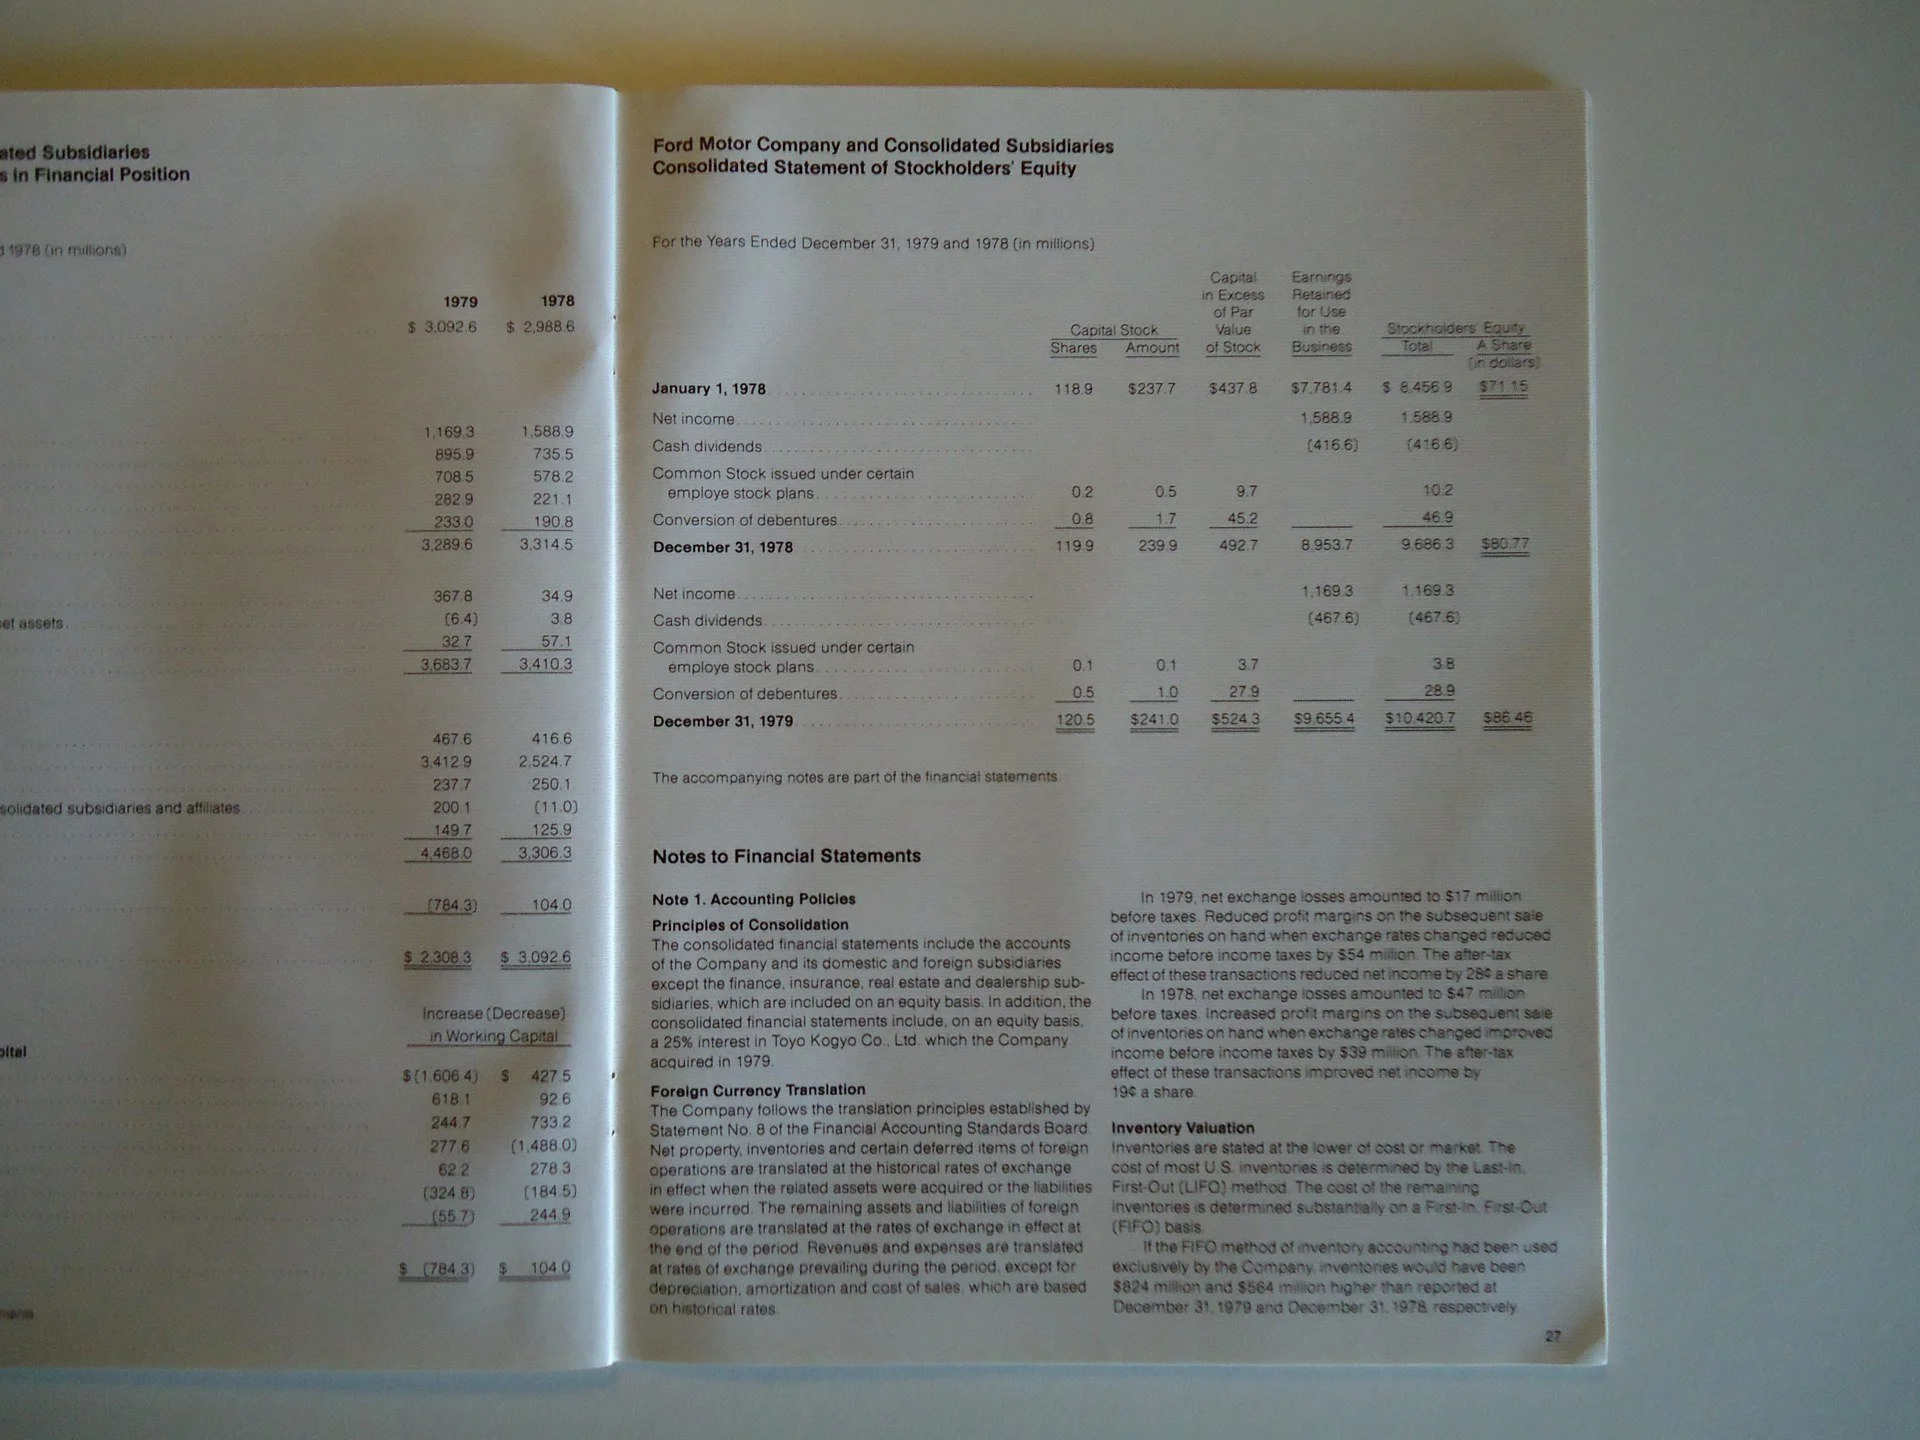 ated Subsidiaries
s in Financial Position
d 1978 (in millions)
1979 1978
$ 3,092.6 $ 2,988.6
1,169.3 1,588.9
895.9 735.5
708.5 578.2
282.9 221.1
233.0 190.8
3,289.6 3,314.5
367.8 34.9
net assets. (6.4) 3.8
32.7 57.1
3,683.7 3,410.3
467.6 416.6
3,412.9 2,524.7
237.7 250.1
solidated subsidiaries and affiliates 200.1 (11.0)
149.7 125.9
4,468.0 3,306.3
(784.3) 104.0
$ 2,308.3 $ 3,092.6
Increase (Decrease)
in Working Capital
pital
$(1,606.4) $ 427.5
618.1 92.6
244.7 733.2
277.6 (1,488.0)
62.2 278.3
(324.8) (184.5)
(55.7) 244.9
$ (784.3) $ 104.0
Ford Motor Company and Consolidated Subsidiaries
Consolidated Statement of Stockholders' Equity
For the Years Ended December 31, 1979 and 1978 (in millions)
Capital Earnings
in Excess Retained
of Par for Use
Capital Stock Value in the Stockholders' Equity
Shares Amount of Stock Business Total A Share
(in dollars)
January 1, 1978 118.9 $237.7 $437.8 $7,781.4 $ 8,456.9 $71.15
Net income 1,588.9 1,588.9
Cash dividends (416.6) (416.6)
Common Stock issued under certain
employe stock plans 0.2 0.5 9.7 10.2
Conversion of debentures 0.8 1.7 45.2 46.9
December 31, 1978 119.9 239.9 492.7 8,953.7 9,686.3 $80.77
Net income 1,169.3 1,169.3
Cash dividends (467.6) (467.6)
Common Stock issued under certain
employe stock plans 0.1 0.1 3.7 3.8
Conversion of debentures 0.5 1.0 27.9 28.9
December 31, 1979 120.5 $241.0 $524.3 $9,655.4 $10,420.7 $86.46
The accompanying notes are part of the financial statements.
Notes to Financial Statements
Note 1. Accounting Policies
Principles of Consolidation
The consolidated financial statements include the accounts
of the Company and its domestic and foreign subsidiaries
except the finance, insurance, real estate and dealership sub-
sidiaries, which are included on an equity basis. In addition, the
consolidated financial statements include, on an equity basis,
a 25% interest in Toyo Kogyo Co., Ltd. which the Company
acquired in 1979.
Foreign Currency Translation
The Company follows the translation principles established by
Statement No. 8 of the Financial Accounting Standards Board.
Net property, inventories and certain deferred items of foreign
operations are translated at the historical rates of exchange
in effect when the related assets were acquired or the liabilities
were incurred. The remaining assets and liabilities of foreign
operations are translated at the rates of exchange in effect at
the end of the period. Revenues and expenses are translated
at rates of exchange prevailing during the period, except for
depreciation, amortization and cost of sales, which are based
on historical rates.
In 1979, net exchange losses amounted to $17 million
before taxes. Reduced profit margins on the subsequent sale
of inventories on hand when exchange rates changed reduced
income before income taxes by $54 million. The after-tax
effect of these transactions reduced net income by 28¢ a share.
In 1978, net exchange losses amounted to $47 million
before taxes. Increased profit margins on the subsequent sale
of inventories on hand when exchange rates changed improved
income before income taxes by $39 million. The after-tax
effect of these transactions improved net income by
19¢ a share.
Inventory Valuation
Inventories are stated at the lower of cost or market. The
cost of most U.S. inventories is determined by the Last-In,
First-Out (LIFO) method. The cost of the remaining
inventories is determined substantially on a First-In, First-Out
(FIFO) basis.
If the FIFO method of inventory accounting had been used
exclusively by the Company, inventories would have been
$824 million and $564 million higher than reported at
December 31, 1979 and December 31, 1978, respectively.
27